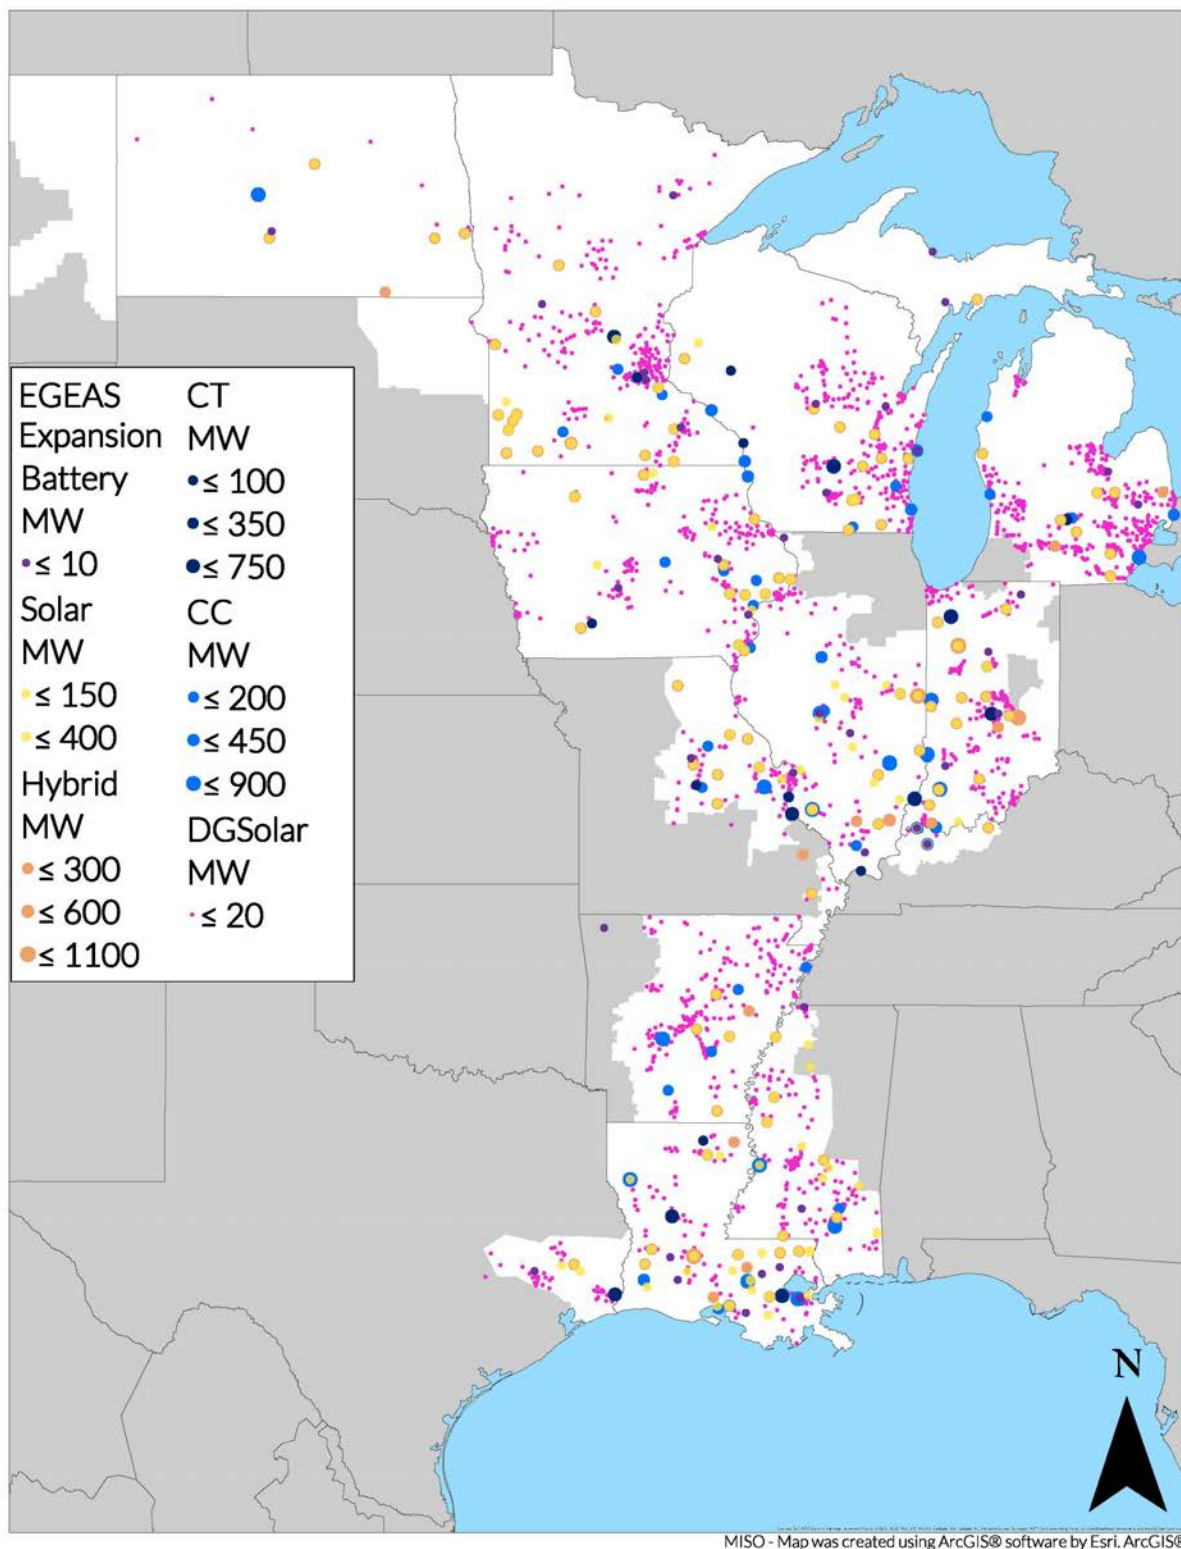 EGEAS
Expansion
Battery
MW
≤ 10
Solar
MW
≤ 150
≤ 400
Hybrid
MW
≤ 300
≤ 600
≤ 1100
CT
MW
≤ 100
≤ 350
≤ 750
CC
MW
≤ 200
≤ 450
≤ 900
DGSolar
MW
≤ 20
N
MISO - Map was created using ArcGIS® software by Esri. ArcGIS®